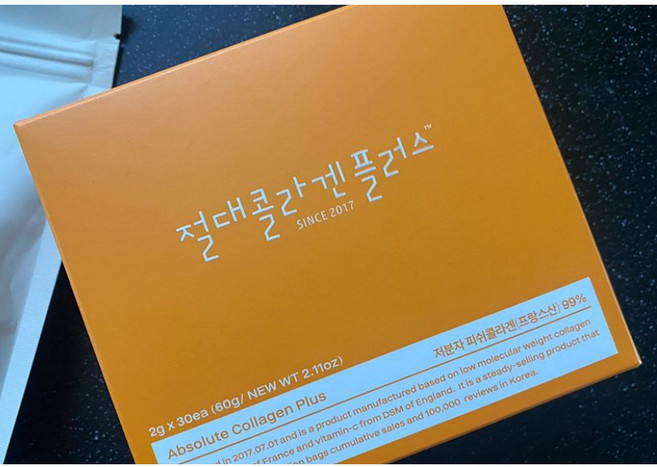 절대콜라겐플러스™
SINCE 2017
2g x 30ea (60g/ NEW WT 2.11oz)
저분자 피쉬콜라겐(프랑스산) 99%
Absolute Collagen Plus
in 2017.07.01 and is a product manufactured based on low molecular weight collagen
of France and vitamin-c from DSM of England. It is a steady-selling product that
bags cumulative sales and 100,000 reviews in Korea.